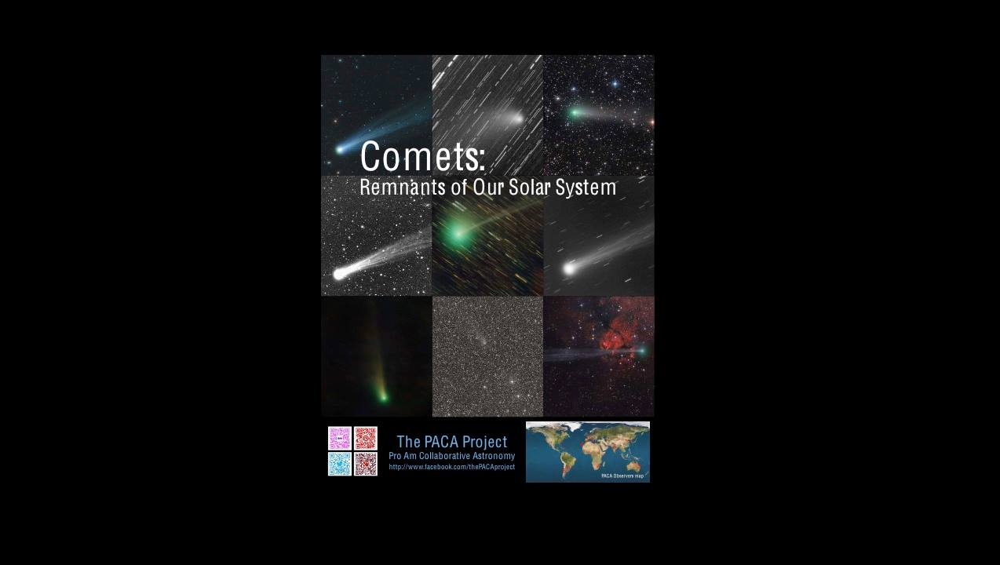 Comets:
Remnants of Our Solar System
The PACA Project
Pro Am Collaborative Astronomy
http://www.facebook.com/thePACAproject
PACA Observers map